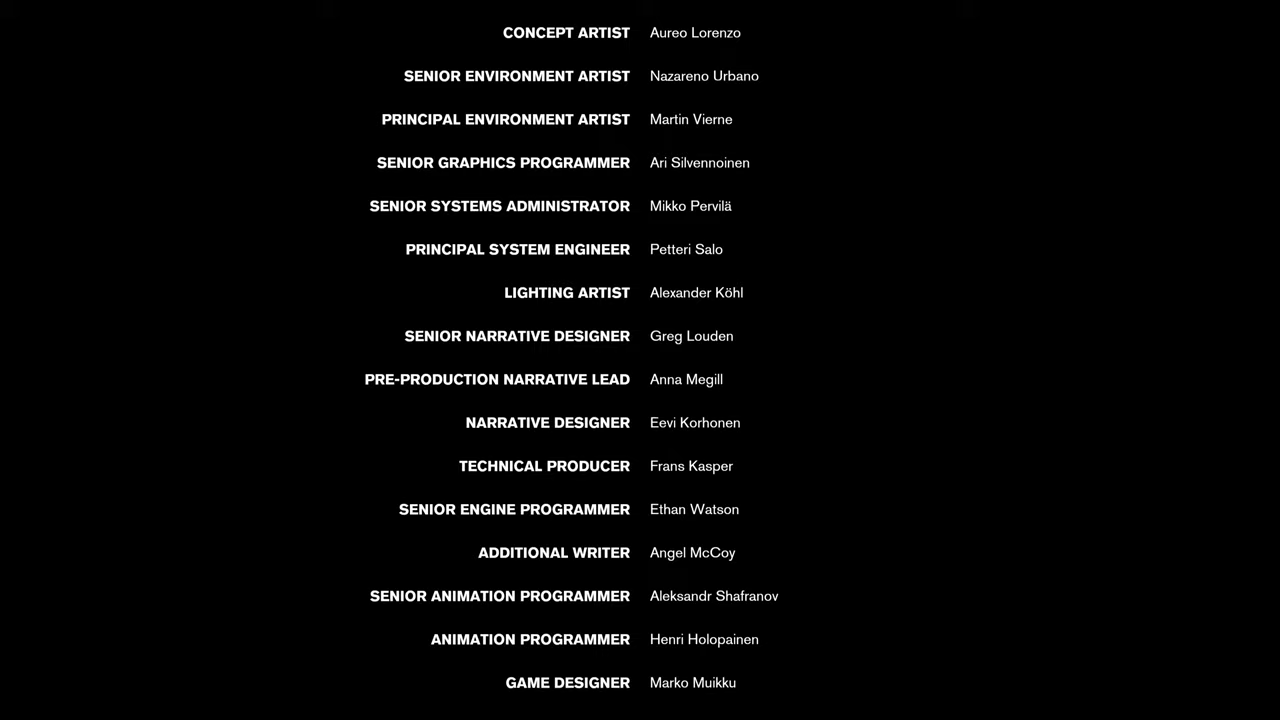 CONCEPT ARTIST Aureo Lorenzo
SENIOR ENVIRONMENT ARTIST Nazareno Urbano
PRINCIPAL ENVIRONMENT ARTIST Martin Vierne
SENIOR GRAPHICS PROGRAMMER Ari Silvennoinen
SENIOR SYSTEMS ADMINISTRATOR Mikko Pervilä
PRINCIPAL SYSTEM ENGINEER Petteri Salo
LIGHTING ARTIST Alexander Köhl
SENIOR NARRATIVE DESIGNER Greg Louden
PRE-PRODUCTION NARRATIVE LEAD Anna Megill
NARRATIVE DESIGNER Eevi Korhonen
TECHNICAL PRODUCER Frans Kasper
SENIOR ENGINE PROGRAMMER Ethan Watson
ADDITIONAL WRITER Angel McCoy
SENIOR ANIMATION PROGRAMMER Aleksandr Shafranov
ANIMATION PROGRAMMER Henri Holopainen
GAME DESIGNER Marko Muikku